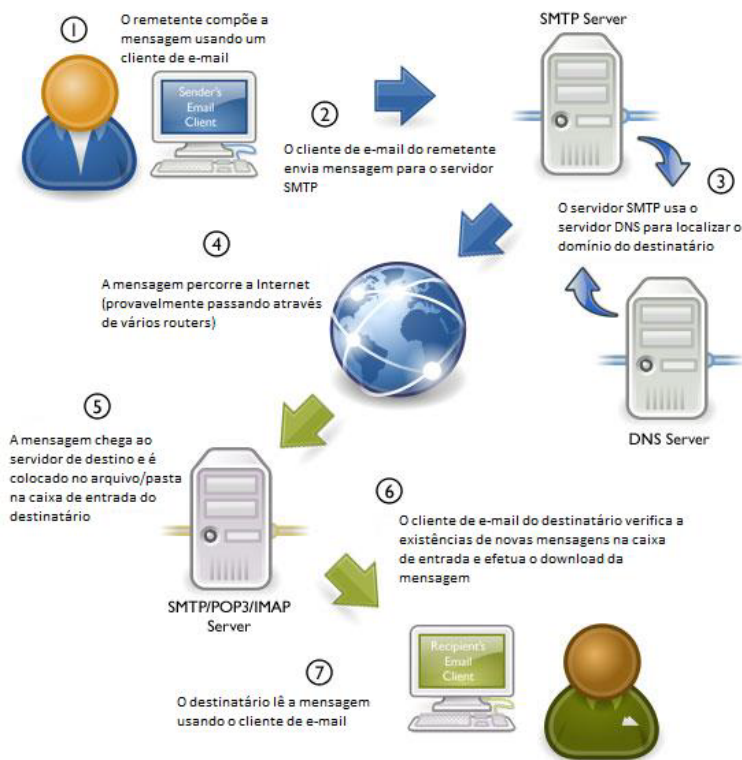 1
O remetente compõe a
mensagem usando um
cliente de e-mail
Sender's
Email
Client
2
O cliente de e-mail do remetente
envia mensagem para o servidor
SMTP
SMTP Server
3
O servidor SMTP usa o
servidor DNS para localizar o
domínio do destinatário
DNS Server
4
A mensagem percorre a Internet
(provavelmente passando através
de vários routers)
5
A mensagem chega ao
servidor de destino e é
colocado no arquivo/pasta
na caixa de entrada do
destinatário
SMTP/POP3/IMAP
Server
6
O cliente de e-mail do destinatário verifica a
existências de novas mensagens na caixa
de entrada e efetua o download da
mensagem
7
O destinatário lê a mensagem
usando o cliente de e-mail
Recipient's
Email
Client